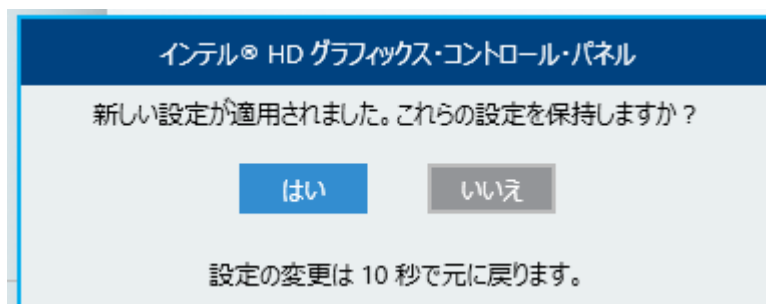 インテル® HD グラフィックス・コントロール・パネル
新しい設定が適用されました。これらの設定を保持しますか？
はい
いいえ
設定の変更は 10 秒で元に戻ります。